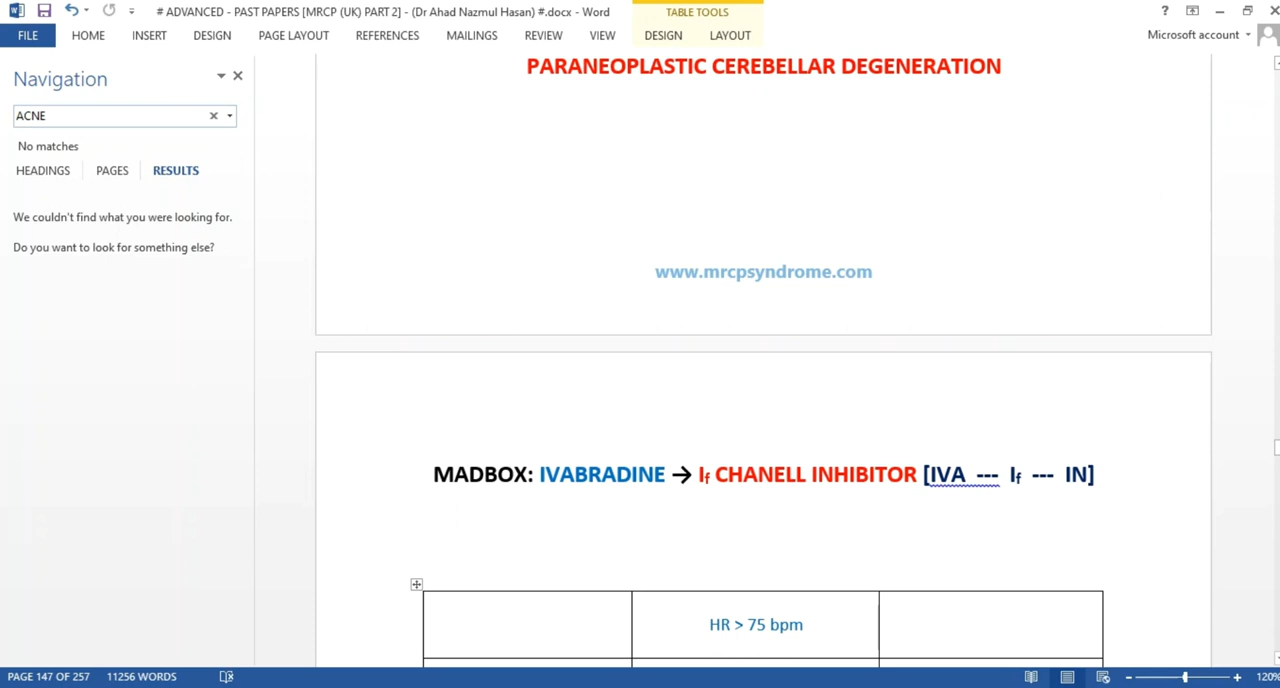 # ADVANCED - PAST PAPERS [MRCP (UK) PART 2] - (Dr Ahad Nazmul Hasan) #.docx - Word
TABLE TOOLS
FILE HOME INSERT DESIGN PAGE LAYOUT REFERENCES MAILINGS REVIEW VIEW DESIGN LAYOUT Microsoft account
Navigation
ACNE
No matches
HEADINGS PAGES RESULTS
We couldn't find what you were looking for.
Do you want to look for something else?
PARANEOPLASTIC CEREBELLAR DEGENERATION
www.mrcpsyndrome.com
MADBOX: IVABRADINE → If CHANELL INHIBITOR [IVA --- If --- IN]
HR > 75 bpm
PAGE 147 OF 257 11256 WORDS 120%